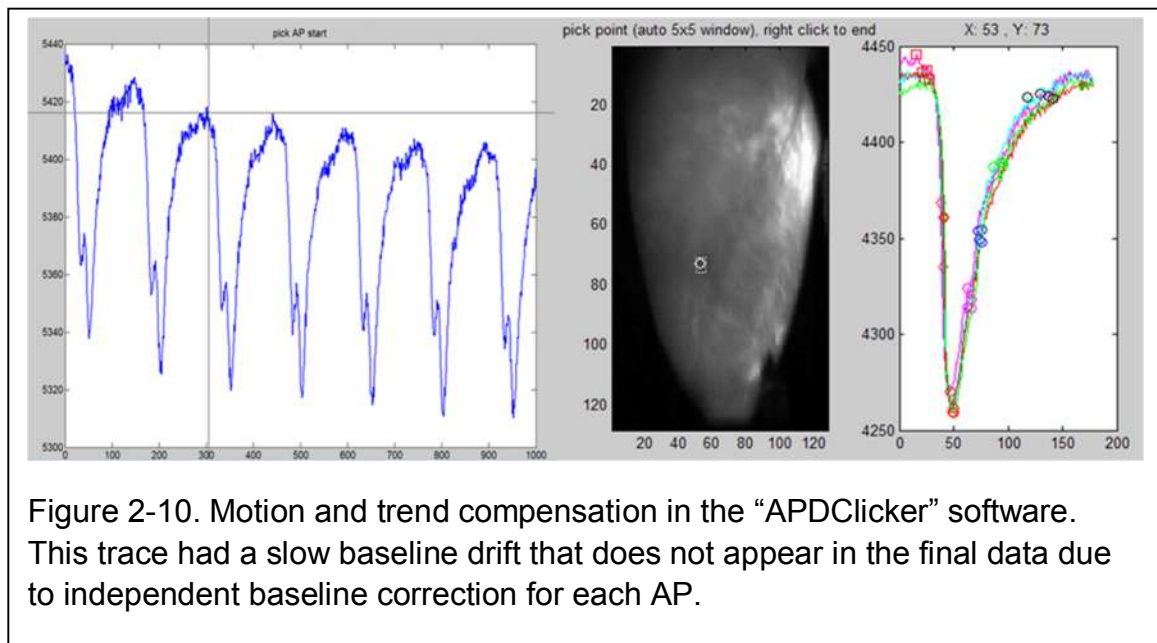 pick AP start
5440
5420
5400
5380
5360
5340
5320
5300
0 100 200 300 400 500 600 700 800 900 1000
pick point (auto 5x5 window), right click to end
20
40
60
80
100
120
20 40 60 80 100 120
X: 53 , Y: 73
4450
4400
4350
4300
4250
0 50 100 150 200
Figure 2-10. Motion and trend compensation in the “APDClicker” software.
This trace had a slow baseline drift that does not appear in the final data due
to independent baseline correction for each AP.